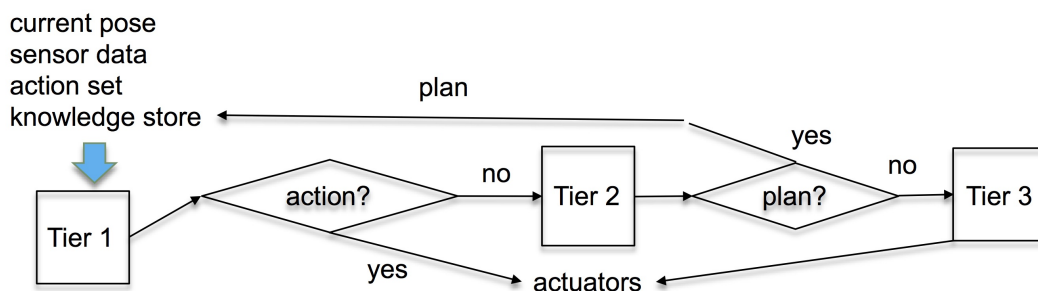 current pose
sensor data
action set
knowledge store
plan
yes
no
no
Tier 1
action?
Tier 2
plan?
Tier 3
yes
actuators